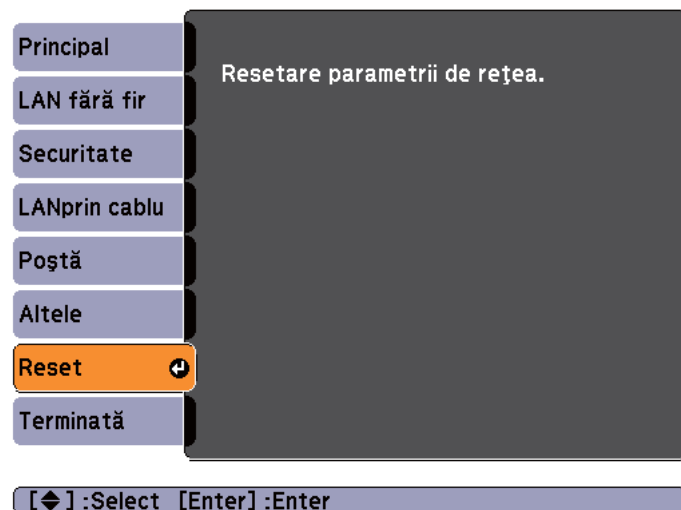 Principal
Resetare parametrii de reţea.
LAN fără fir
Securitate
LANprin cablu
Poştă
Altele
Reset
Terminată
[◆]:Select [Enter]:Enter